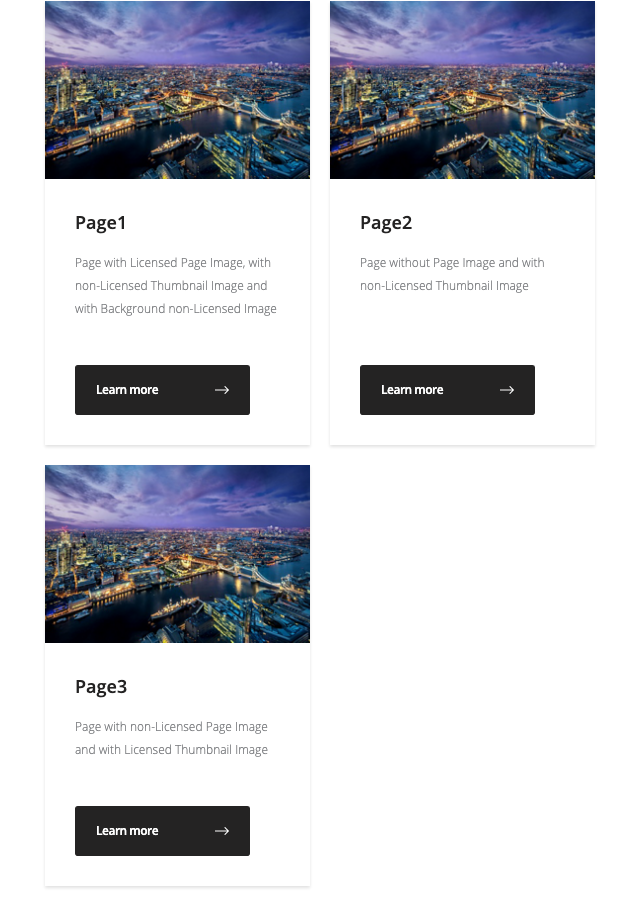 Page1
Page with Licensed Page Image, with
non-Licensed Thumbnail Image and
with Background non-Licensed Image
Learn more
Page2
Page without Page Image and with
non-Licensed Thumbnail Image
Learn more
Page3
Page with non-Licensed Page Image
and with Licensed Thumbnail Image
Learn more